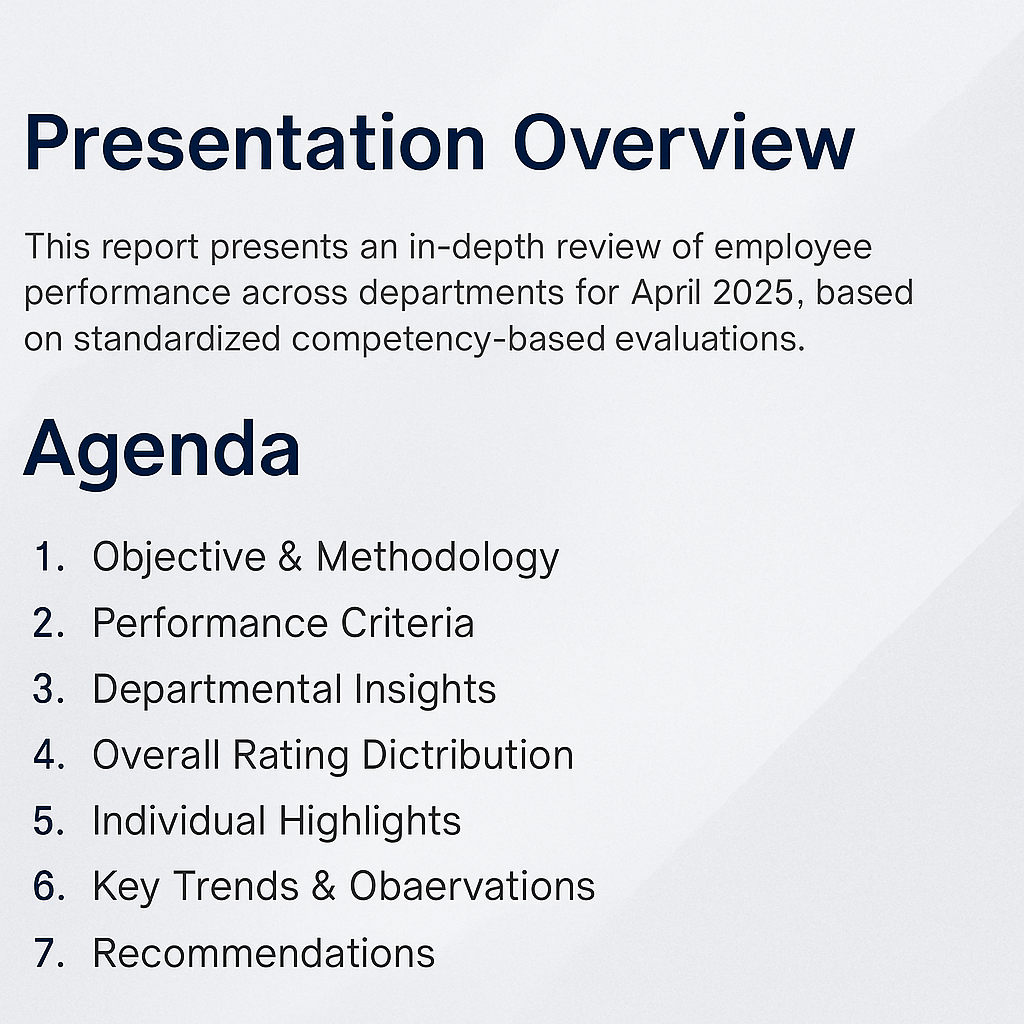 Presentation Overview
This report presents an in-depth review of employee
performance across departments for April 2025, based
on standardized competency-based evaluations.
Agenda
1. Objective & Methodology
2. Performance Criteria
3. Departmental Insights
4. Overall Rating Dictribution
5. Individual Highlights
6. Key Trends & Obaervations
7. Recommendations